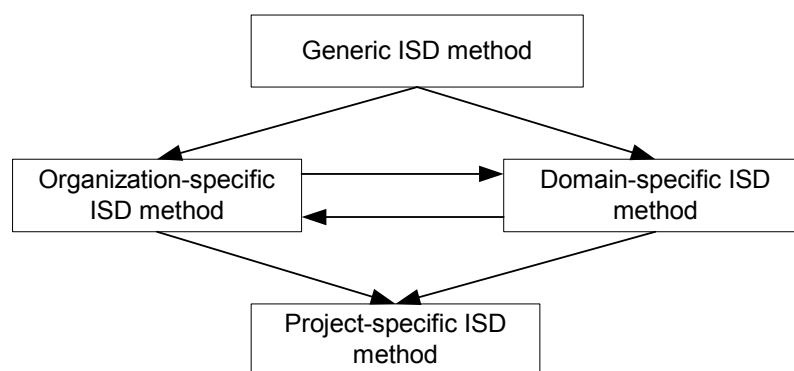 Generic ISD method
Organization-specific
ISD method
Domain-specific ISD
method
Project-specific ISD
method